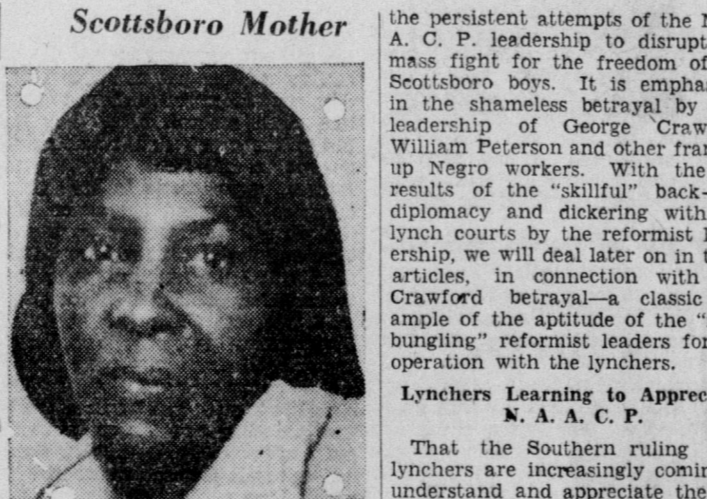 Scottsboro Mother
the persistent attempts of the N
A. C. P. leadership to disrupt
mass fight for the freedom of
Scottsboro boys. It is empha
in the shameless betrayal by
leadership of George Craw
William Peterson and other fra
up Negro workers. With the
results of the "skillful" back-
diplomacy and dickering with
lynch courts by the reformist l
ership, we will deal later on in t
articles, in connection with
Crawford betrayal—a classic
ample of the aptitude of the "
bungling" reformist leaders for
operation with the lynchers.
Lynchers Learning to Apprec
N. A. A. C. P.
That the Southern ruling
lynchers are increasingly comin
understand and appreciate the